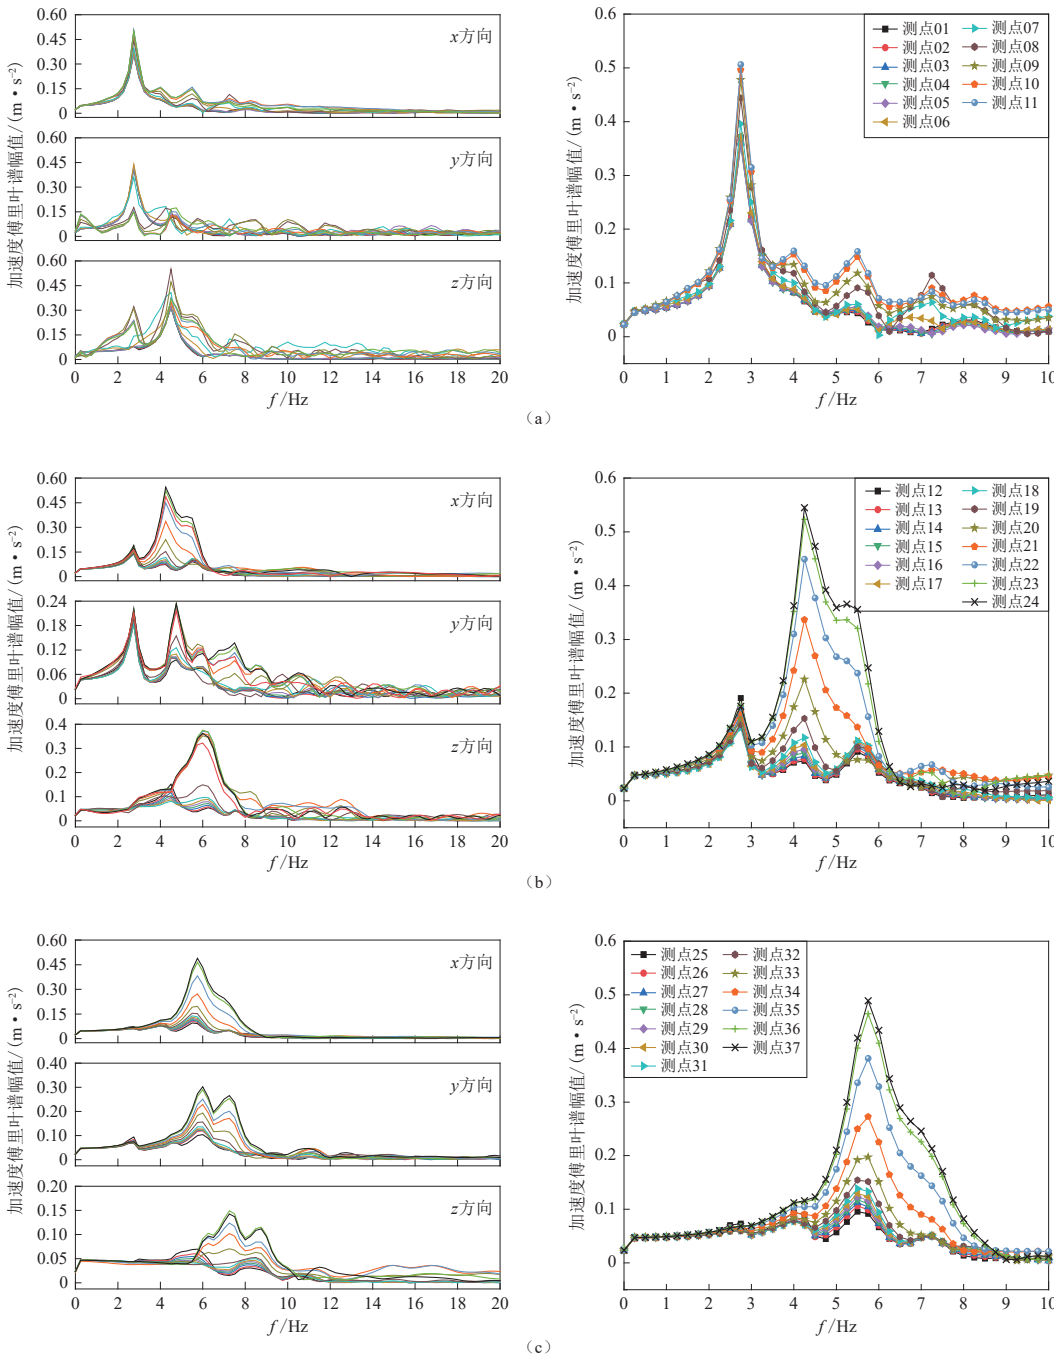 加速度傅里叶谱幅值/(m·s⁻²)
0.60
0.45
0.30
0.15
0
x方向
0.60
0.45
0.30
0.15
0
y方向
0.60
0.45
0.30
0.15
0
z方向
0 2 4 6 8 10 12 14 16 18 20
f/Hz
加速度傅里叶谱幅值/(m·s⁻²)
0.6
0.5
0.4
0.3
0.2
0.1
0
测点01 测点07
测点02 测点08
测点03 测点09
测点04 测点10
测点05 测点11
测点06
0 1 2 3 4 5 6 7 8 9 10
f/Hz
(a)
加速度傅里叶谱幅值/(m·s⁻²)
0.60
0.45
0.30
0.15
0
x方向
0.24
0.18
0.12
0.06
0
y方向
0.4
0.3
0.2
0.1
0
z方向
0 2 4 6 8 10 12 14 16 18 20
f/Hz
加速度傅里叶谱幅值/(m·s⁻²)
0.6
0.5
0.4
0.3
0.2
0.1
0
测点12 测点18
测点13 测点19
测点14 测点20
测点15 测点21
测点16 测点22
测点17 测点23
测点24
0 1 2 3 4 5 6 7 8 9 10
f/Hz
(b)
加速度傅里叶谱幅值/(m·s⁻²)
0.60
0.45
0.30
0.15
0
x方向
0.40
0.30
0.20
0.10
0
y方向
0.20
0.15
0.10
0.05
0
z方向
0 2 4 6 8 10 12 14 16 18 20
f/Hz
加速度傅里叶谱幅值/(m·s⁻²)
0.6
0.5
0.4
0.3
0.2
0.1
0
测点25 测点32
测点26 测点33
测点27 测点34
测点28 测点35
测点29 测点36
测点30 测点37
测点31
0 1 2 3 4 5 6 7 8 9 10
f/Hz
(c)